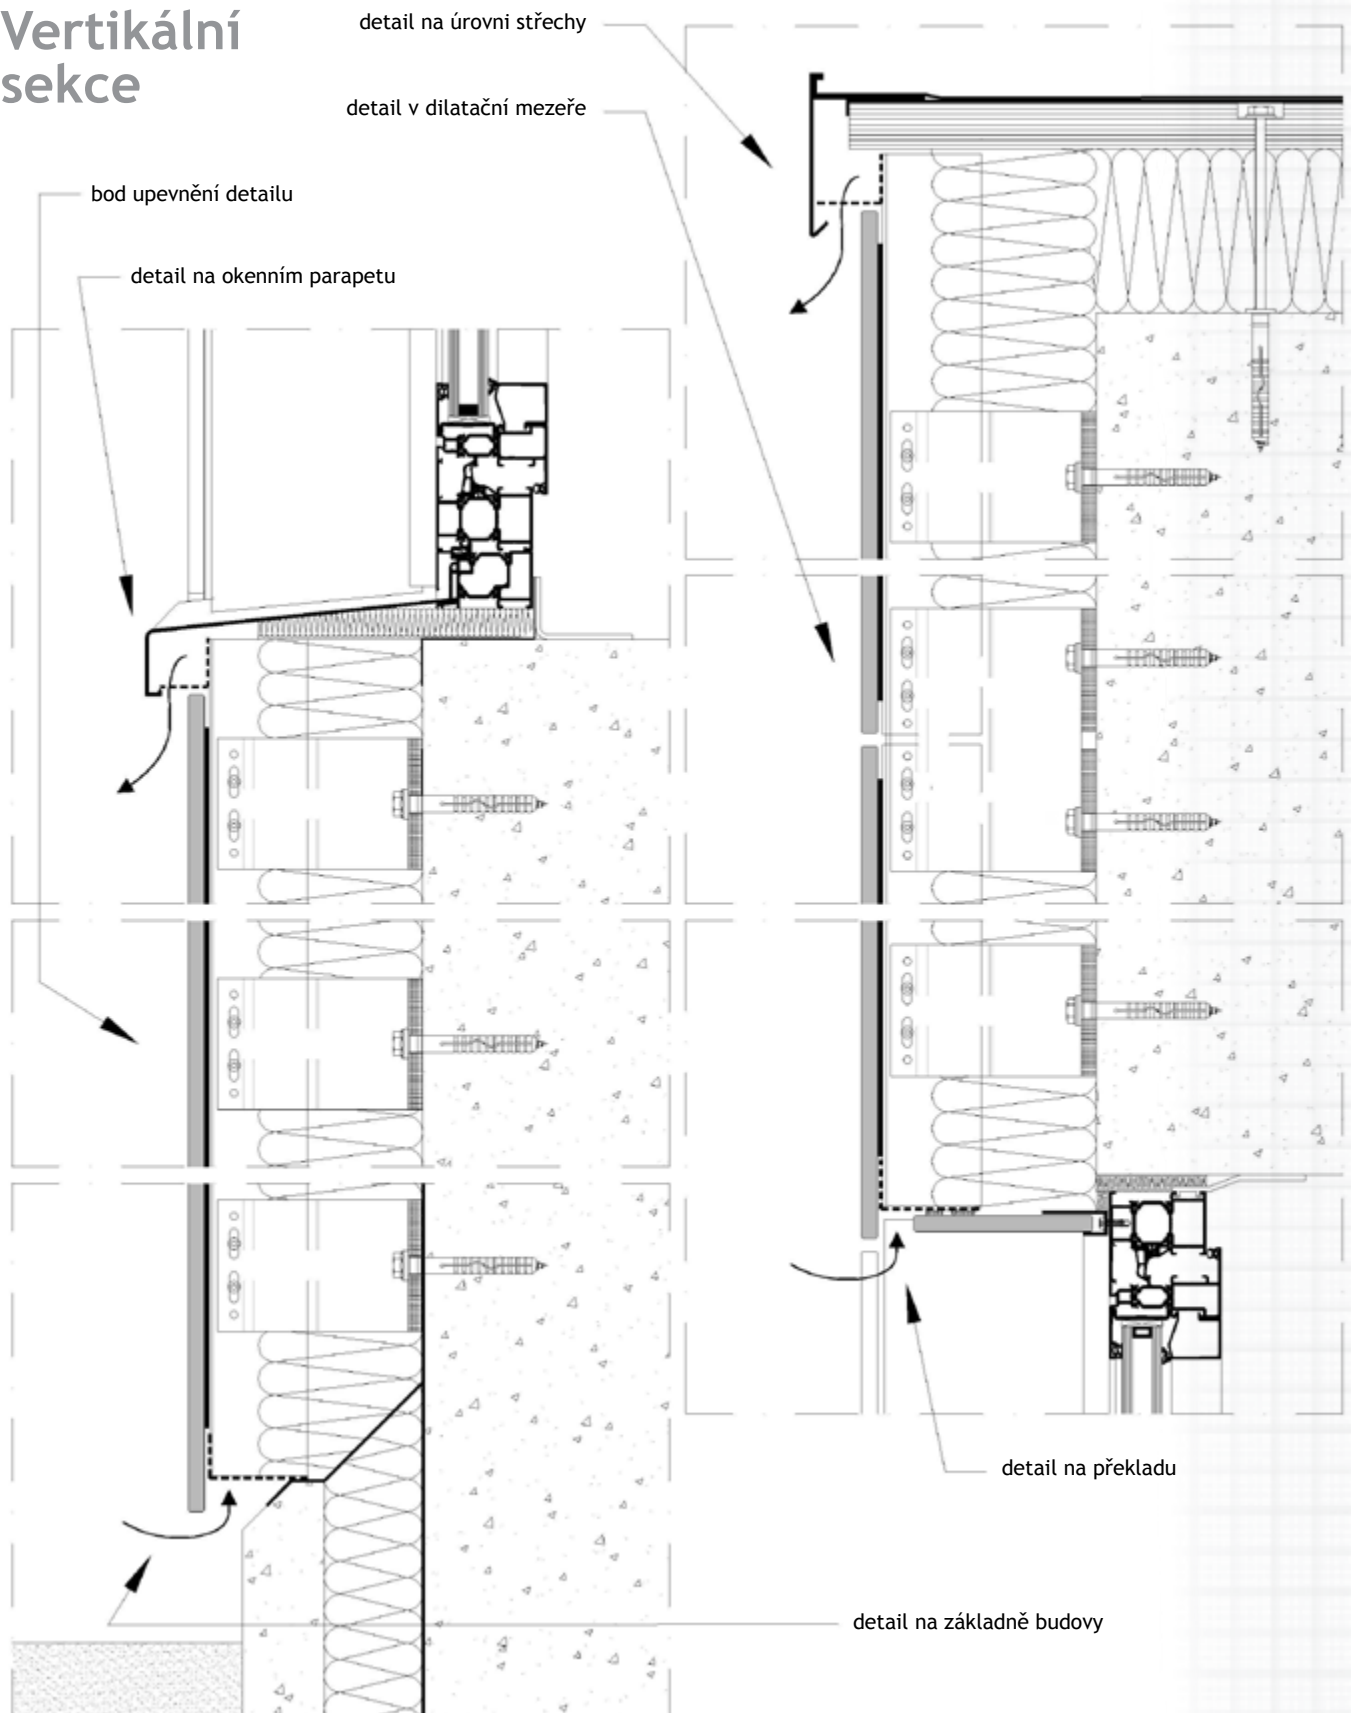 Vertikální
sekce
detail na úrovni střechy
detail v dilatační mezeře
bod upevnění detailu
detail na okenním parapetu
detail na překladu
detail na základně budovy